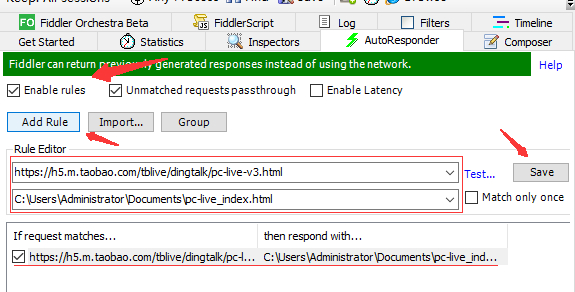 Fiddler Orchestra Beta FiddlerScript Log Filters Timeline
Get Started Statistics Inspectors AutoResponder Composer
Fiddler can return previously generated responses instead of using the network. Help
Enable rules Unmatched requests passthrough Enable Latency
Add Rule Import... Group
Rule Editor
https://h5.m.taobao.com/tblive/dingtalk/pc-live-v3.html Test... Save
C:\Users\Administrator\Documents\pc-live_index.html Match only once
If request matches... then respond with...
https://h5.m.taobao.com/tblive/dingtalk/pc-l... C:\Users\Administrator\Documents\pc-live_ind...